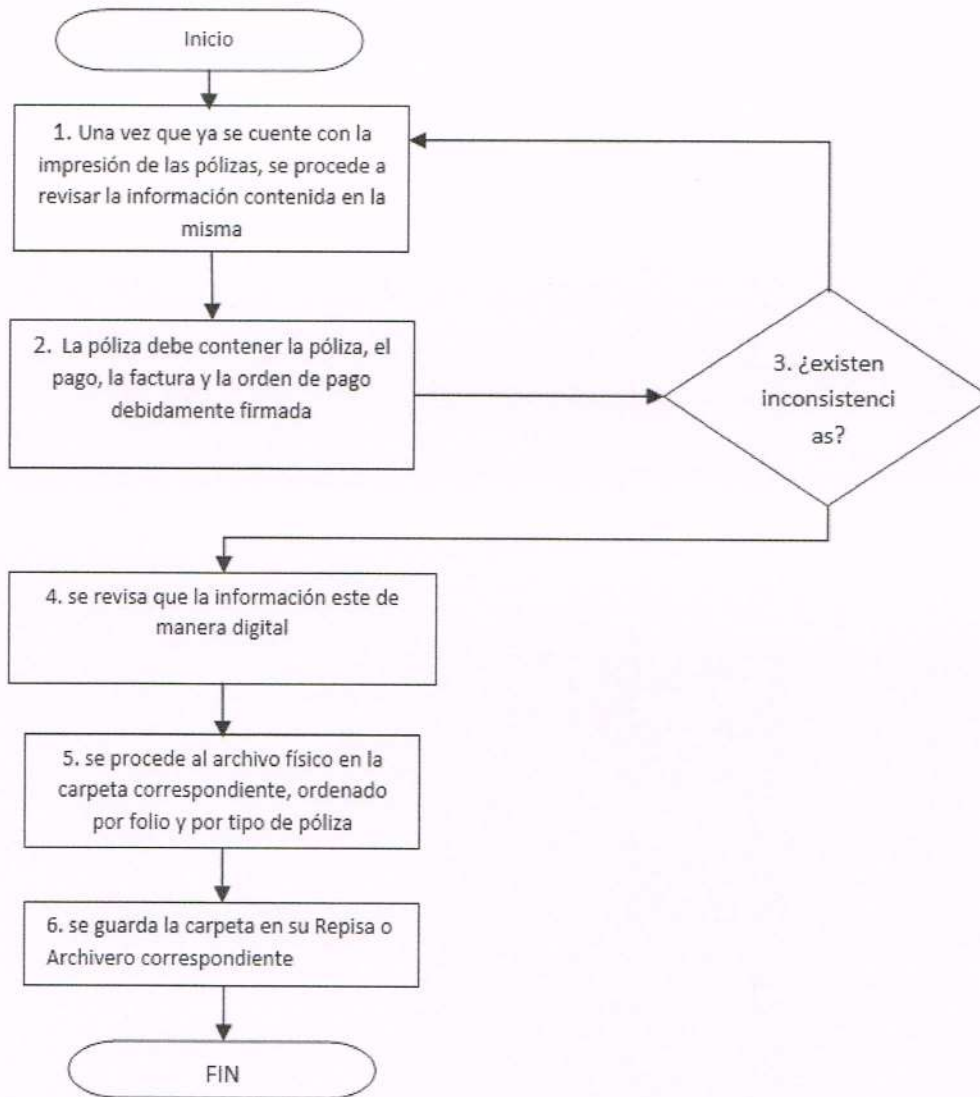 Inicio
1. Una vez que ya se cuente con la
impresión de las pólizas, se procede a
revisar la información contenida en la
misma
2. La póliza debe contener la póliza, el
pago, la factura y la orden de pago
debidamente firmada
3. ¿existen
inconsistenci
as?
4. se revisa que la información este de
manera digital
5. se procede al archivo físico en la
carpeta correspondiente, ordenado
por folio y por tipo de póliza
6. se guarda la carpeta en su Repisa o
Archivero correspondiente
FIN